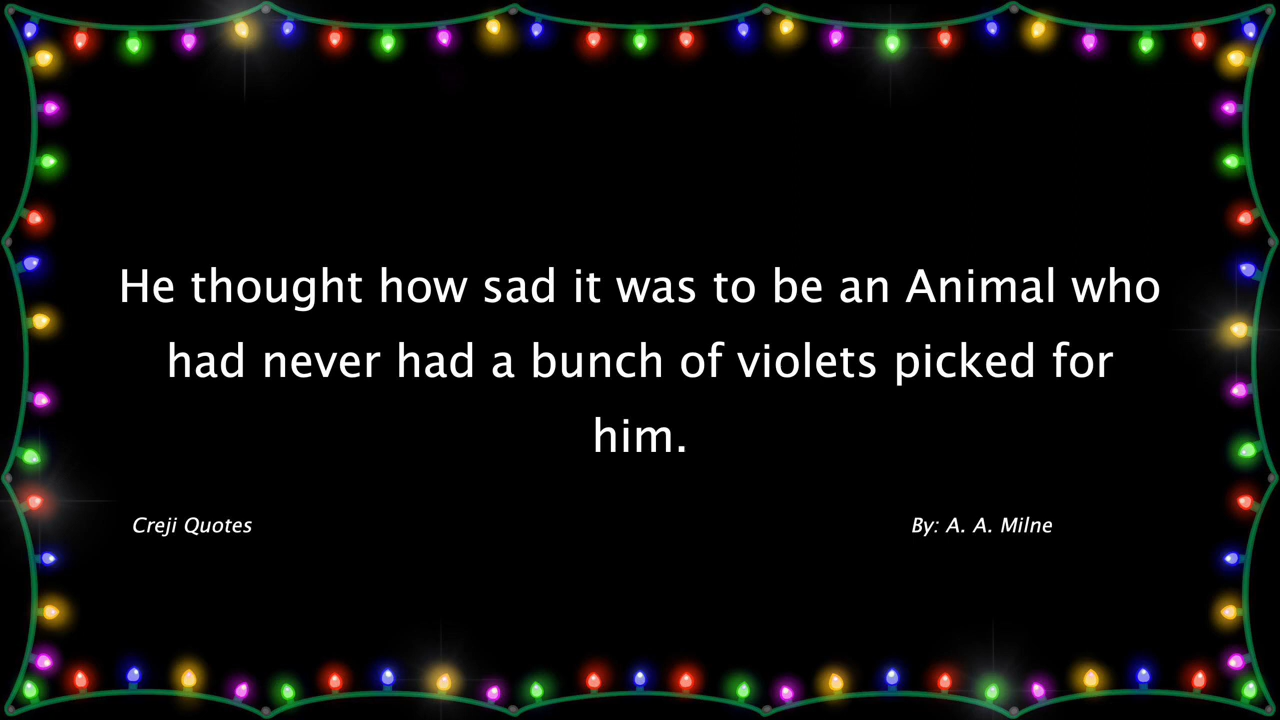 He thought how sad it was to be an Animal who
had never had a bunch of violets picked for
him.
Creji Quotes
By: A. A. Milne